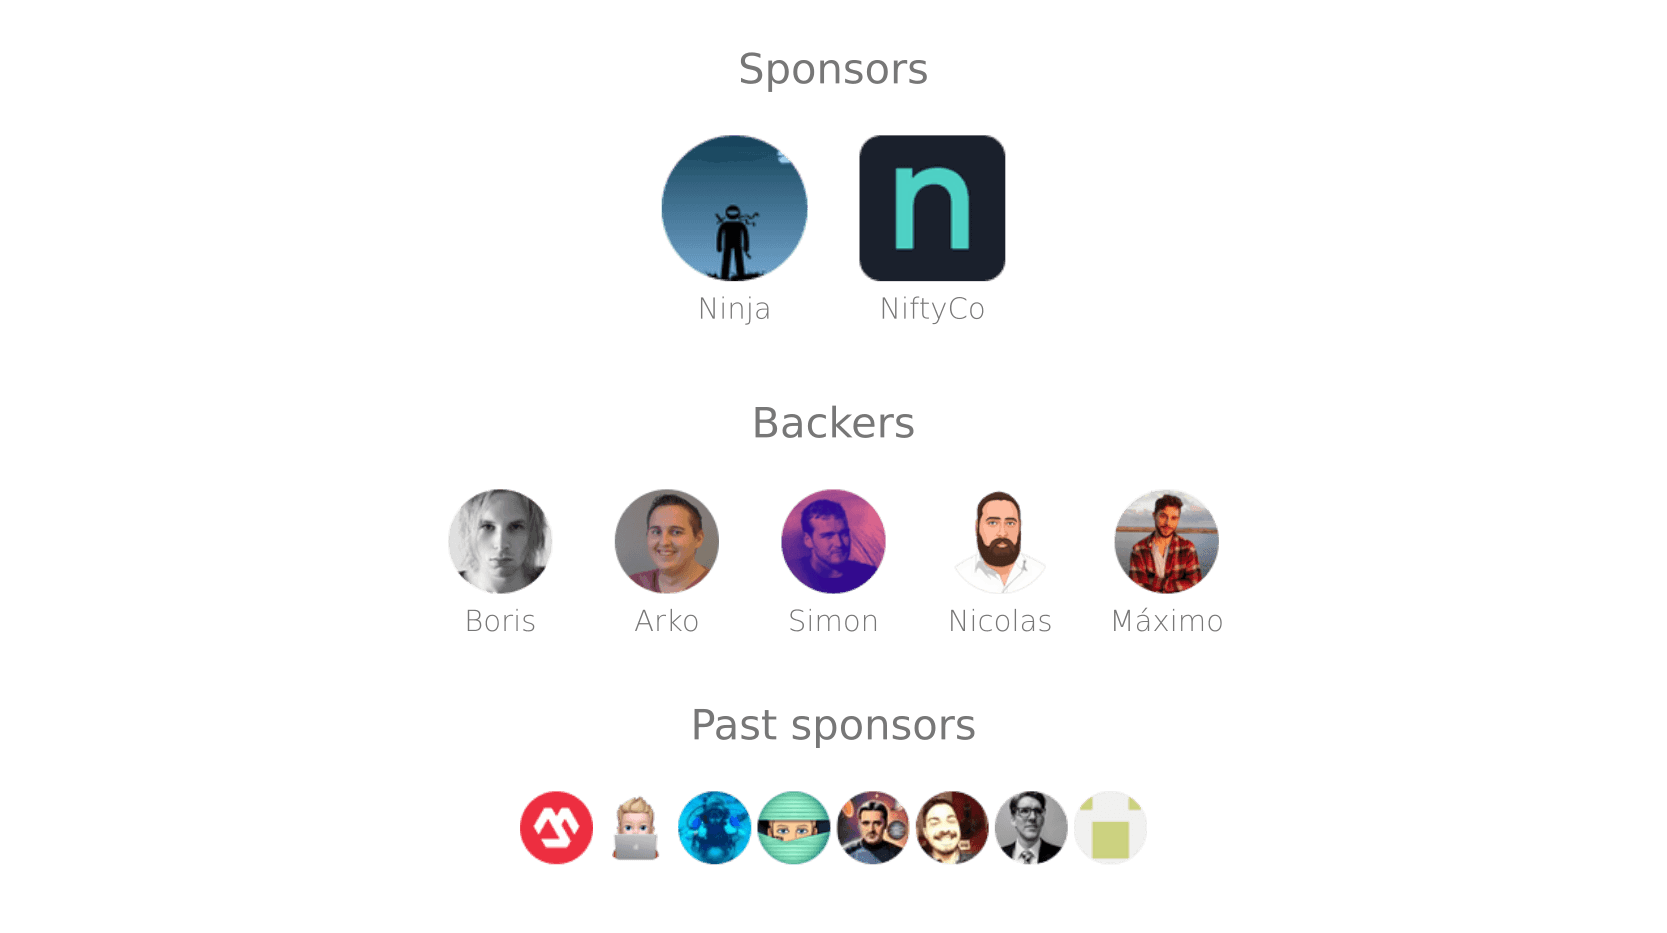 Sponsors
n
Ninja
NiftyCo
Backers
Boris
Arko
Simon
Nicolas
Máximo
Past sponsors